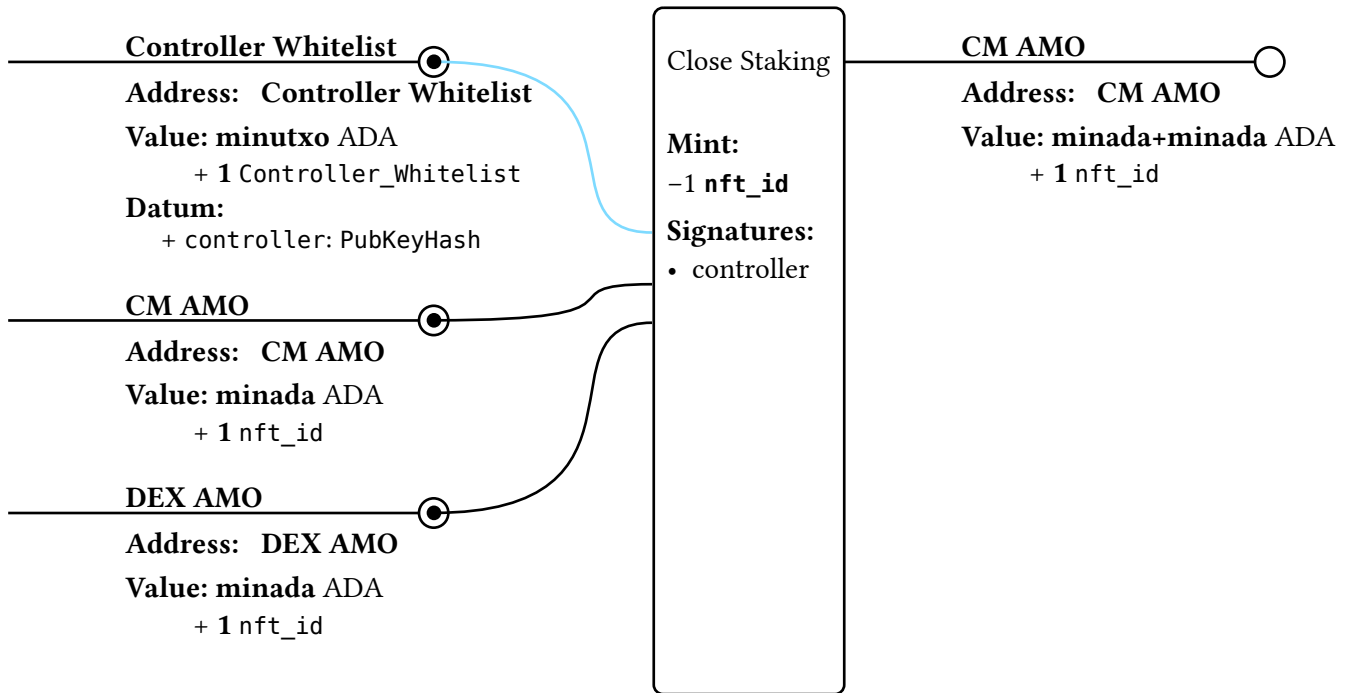 Controller Whitelist
Address: Controller Whitelist
Value: minutxo ADA
+ 1 Controller_Whitelist
Datum:
+ controller: PubKeyHash
CM AMO
Address: CM AMO
Value: minada ADA
+ 1 nft_id
DEX AMO
Address: DEX AMO
Value: minada ADA
+ 1 nft_id
Close Staking
Mint:
−1 nft_id
Signatures:
• controller
CM AMO
Address: CM AMO
Value: minada+minada ADA
+ 1 nft_id